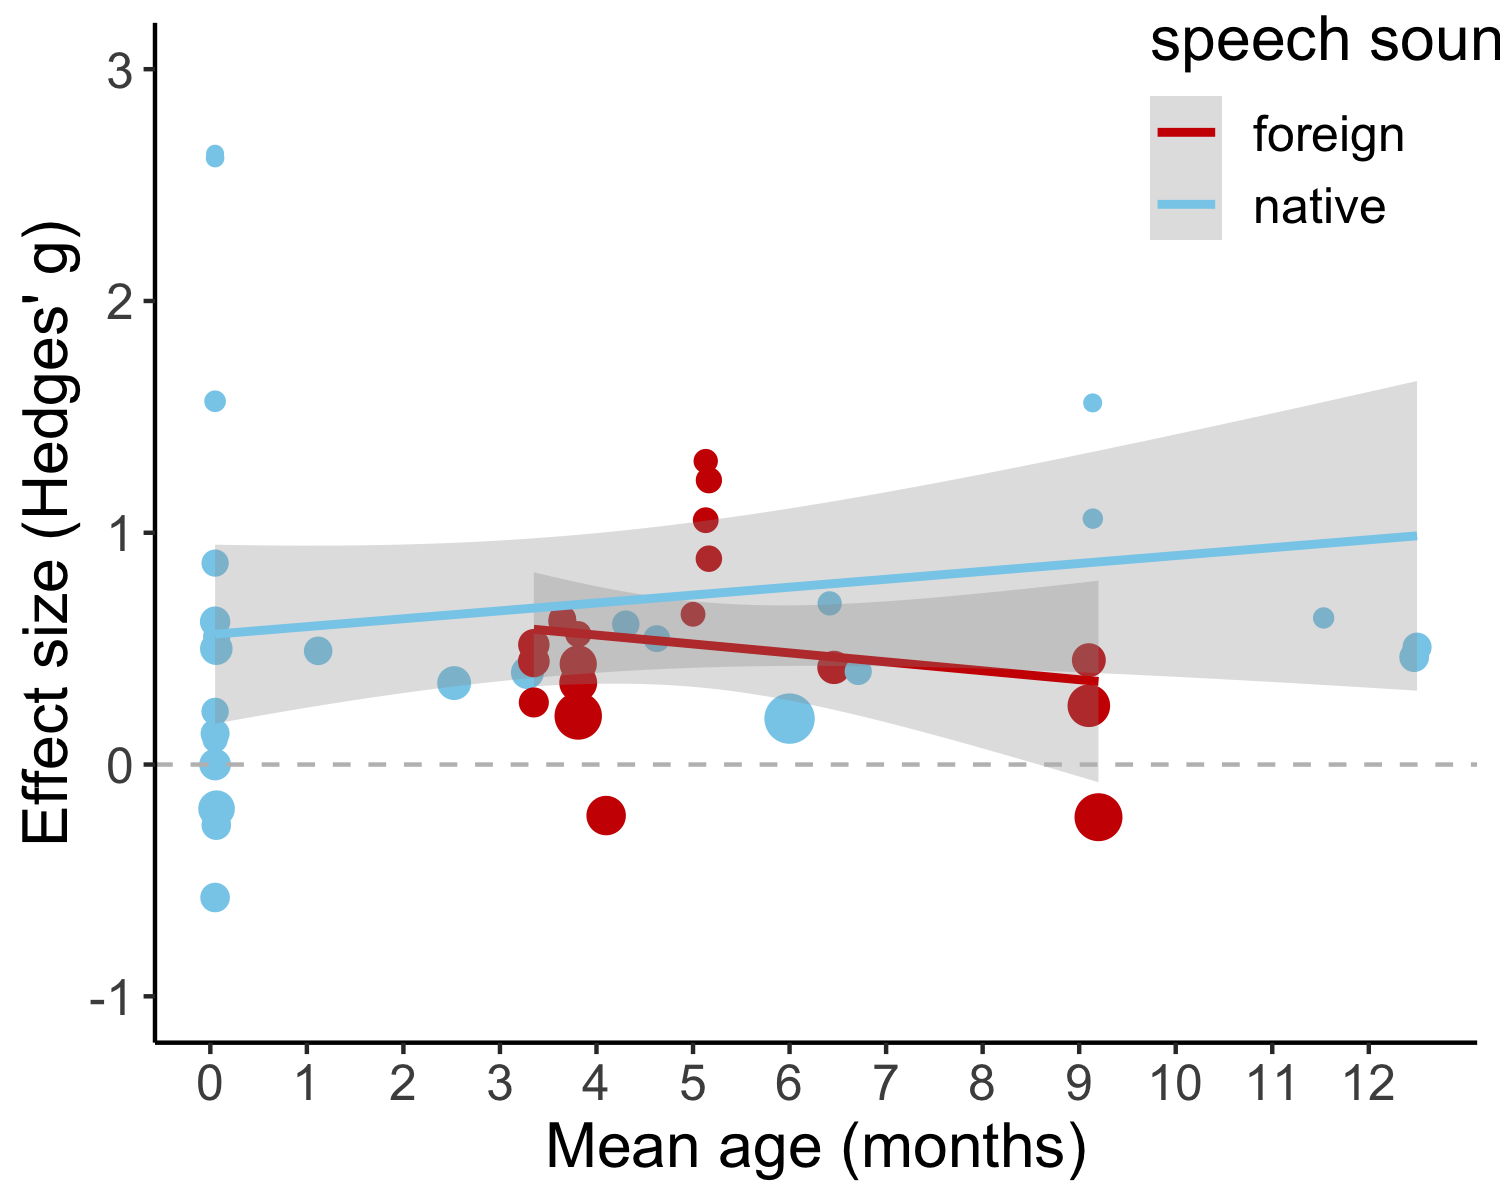 speech soun
foreign
native
Effect size (Hedges' g)
3
2
1
0
-1
0 1 2 3 4 5 6 7 8 9 10 11 12
Mean age (months)